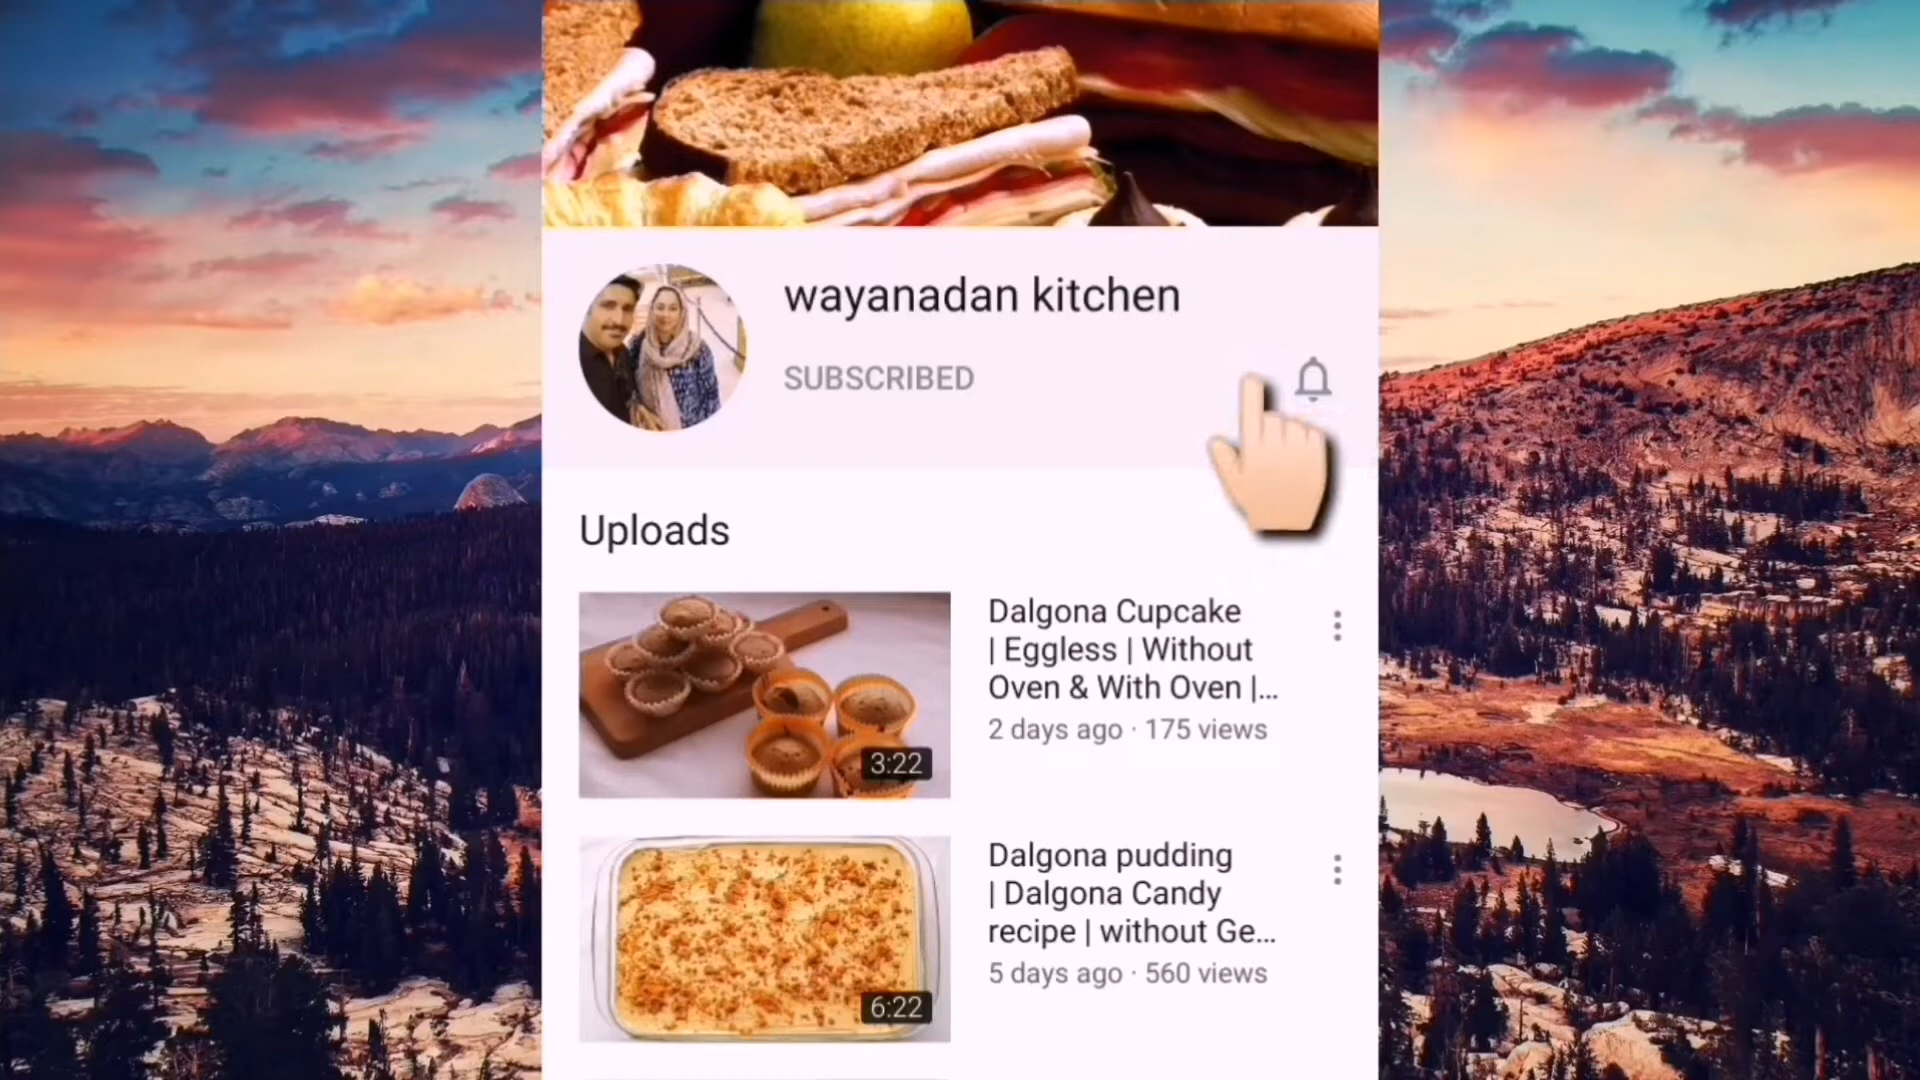 wayanadan kitchen
SUBSCRIBED
Uploads
Dalgona Cupcake
| Eggless | Without
Oven & With Oven |...
2 days ago · 175 views
3:22
Dalgona pudding
| Dalgona Candy
recipe | without Ge...
5 days ago · 560 views
6:22